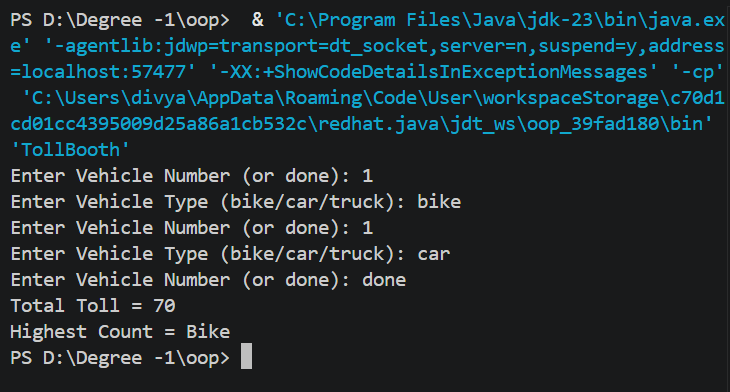 PS D:\Degree -1\oop>  & 'C:\Program Files\Java\jdk-23\bin\java.ex
e' '-agentlib:jdwp=transport=dt_socket,server=n,suspend=y,address
=localhost:57477' '-XX:+ShowCodeDetailsInExceptionMessages' '-cp'
 'C:\Users\divya\AppData\Roaming\Code\User\workspaceStorage\c70d1
cd01cc4395009d25a86a1cb532c\redhat.java\jdt_ws\oop_39fad180\bin'
'TollBooth'
Enter Vehicle Number (or done): 1
Enter Vehicle Type (bike/car/truck): bike
Enter Vehicle Number (or done): 1
Enter Vehicle Type (bike/car/truck): car
Enter Vehicle Number (or done): done
Total Toll = 70
Highest Count = Bike
PS D:\Degree -1\oop>